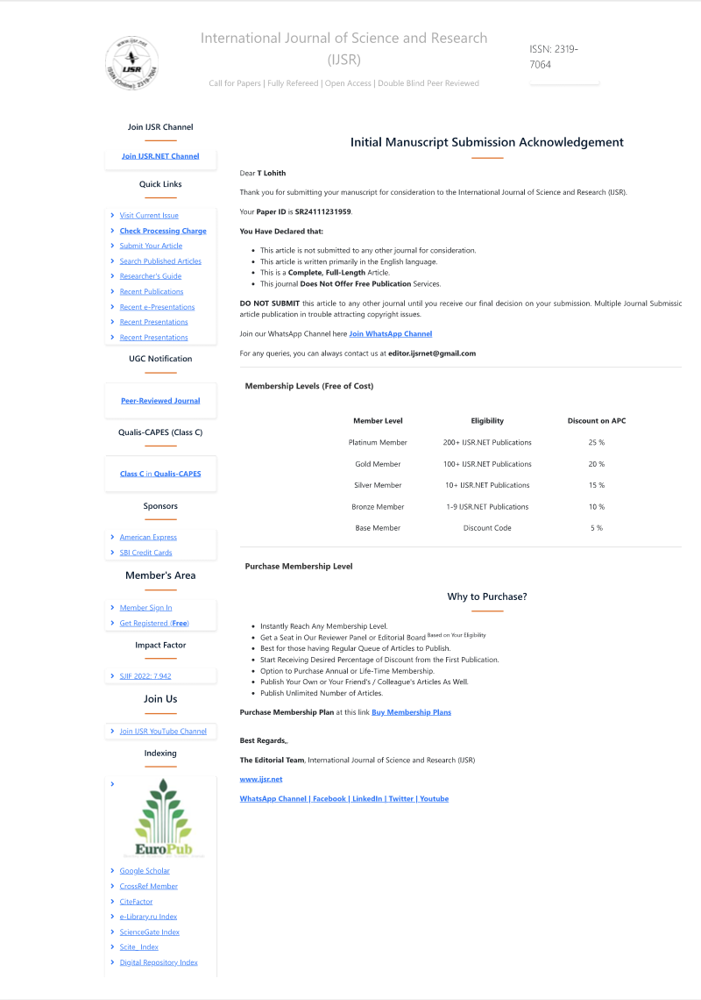 www.ijsr.net
IJSR
ISSN (Online): 2319-7064
International Journal of Science and Research
(IJSR)
Call for Papers | Fully Refereed | Open Access | Double Blind Peer Reviewed
ISSN: 2319-
7064
Join IJSR Channel
Join IJSR.NET Channel
Quick Links
Visit Current Issue
Check Processing Charge
Submit Your Article
Search Published Articles
Researcher's Guide
Recent Publications
Recent e-Presentations
Recent Presentations
Recent Presentations
UGC Notification
Peer-Reviewed Journal
Qualis-CAPES (Class C)
Class C in Qualis-CAPES
Sponsors
American Express
SBI Credit Cards
Member's Area
Member Sign In
Get Registered (Free)
Impact Factor
SJIF 2022: 7.942
Join Us
Join IJSR YouTube Channel
Indexing
EuroPub
Google Scholar
CrossRef Member
CiteFactor
e-Library.ru Index
ScienceGate Index
Scite_ Index
Digital Repository Index
Initial Manuscript Submission Acknowledgement
Dear T Lohith
Thank you for submitting your manuscript for consideration to the International Journal of Science and Research (IJSR).
Your Paper ID is SR24111231959.
You Have Declared that:
This article is not submitted to any other journal for consideration.
This article is written primarily in the English language.
This is a Complete, Full-Length Article.
This journal Does Not Offer Free Publication Services.
DO NOT SUBMIT this article to any other journal until you receive our final decision on your submission. Multiple Journal Submissic
article publication in trouble attracting copyright issues.
Join our WhatsApp Channel here Join WhatsApp Channel
For any queries, you can always contact us at editor.ijsrnet@gmail.com
Membership Levels (Free of Cost)
Member Level Eligibility Discount on APC
Platinum Member 200+ IJSR.NET Publications 25 %
Gold Member 100+ IJSR.NET Publications 20 %
Silver Member 10+ IJSR.NET Publications 15 %
Bronze Member 1-9 IJSR.NET Publications 10 %
Base Member Discount Code 5 %
Purchase Membership Level
Why to Purchase?
Instantly Reach Any Membership Level.
Get a Seat in Our Reviewer Panel or Editorial Board Based on Your Eligibility
Best for those having Regular Queue of Articles to Publish.
Start Receiving Desired Percentage of Discount from the First Publication.
Option to Purchase Annual or Life-Time Membership.
Publish Your Own or Your Friend's / Colleague's Articles As Well.
Publish Unlimited Number of Articles.
Purchase Membership Plan at this link Buy Membership Plans
Best Regards,,
The Editorial Team, International Journal of Science and Research (IJSR)
www.ijsr.net
WhatsApp Channel | Facebook | LinkedIn | Twitter | Youtube